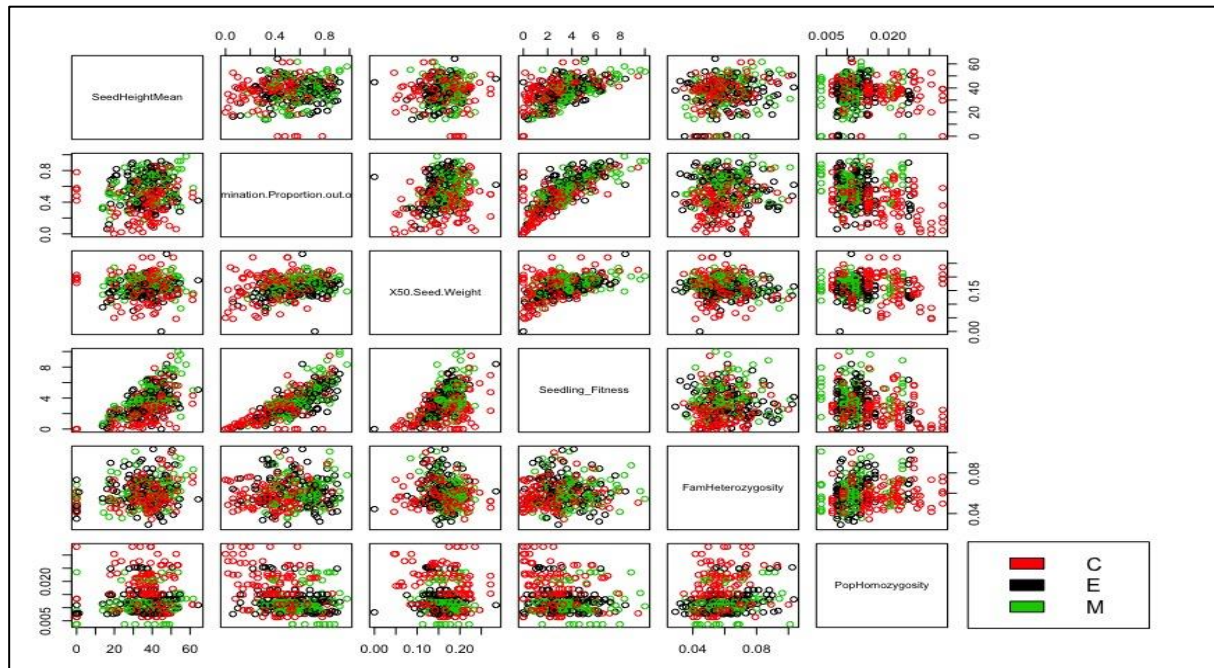 0.0 0.4 0.8
0 2 4 6 8
0.005 0.020
SeedHeightMean
0 20 40 60
0.0 0.4 0.8
mination.Proportion.out.o
X50.Seed.Weight
0.00 0.15
0 4 8
Seedling_Fitness
FamHeterozygosity
0.04 0.08
0.005 0.020
PopHomozygosity
C
E
M
0 20 40 60
0.00 0.10 0.20
0.04 0.08